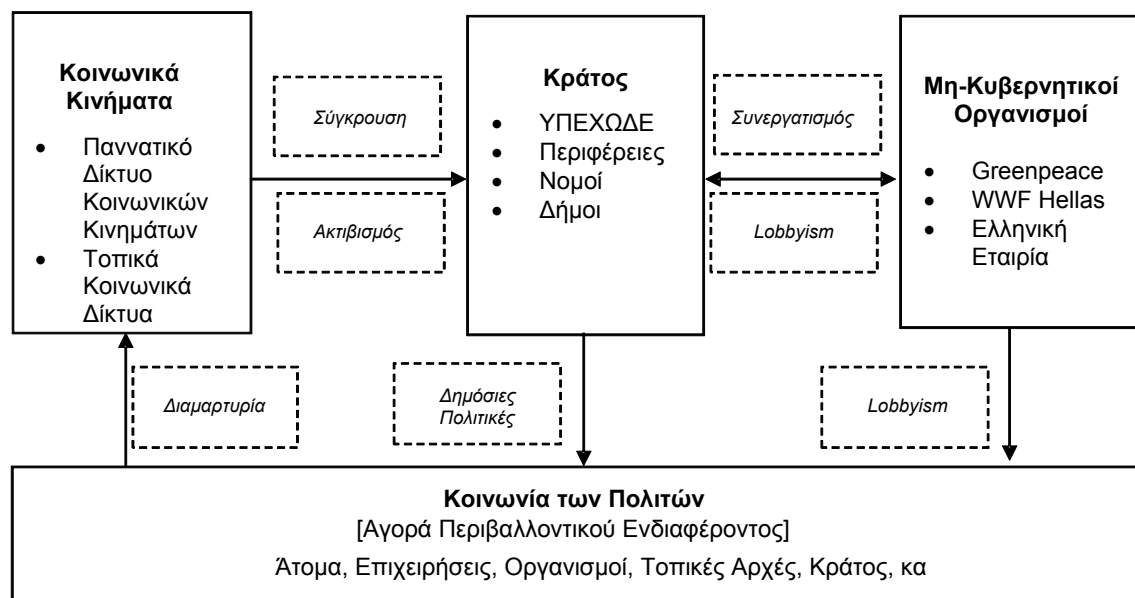 Κοινωνικά
Κινήματα
• Παννατικό
Δίκτυο
Κοινωνικών
Κινημάτων
• Τοπικά
Κοινωνικά
Δίκτυα
Σύγκρουση
Ακτιβισμός
Κράτος
• ΥΠΕΧΩΔΕ
• Περιφέρειες
• Νομοί
• Δήμοι
Συνεργατισμός
Lobbyism
Μη-Κυβερνητικοί
Οργανισμοί
• Greenpeace
• WWF Hellas
• Ελληνική
Εταιρία
Διαμαρτυρία
Δημόσιες
Πολιτικές
Lobbyism
Κοινωνία των Πολιτών
[Αγορά Περιβαλλοντικού Ενδιαφέροντος]
Άτομα, Επιχειρήσεις, Οργανισμοί, Τοπικές Αρχές, Κράτος, κα